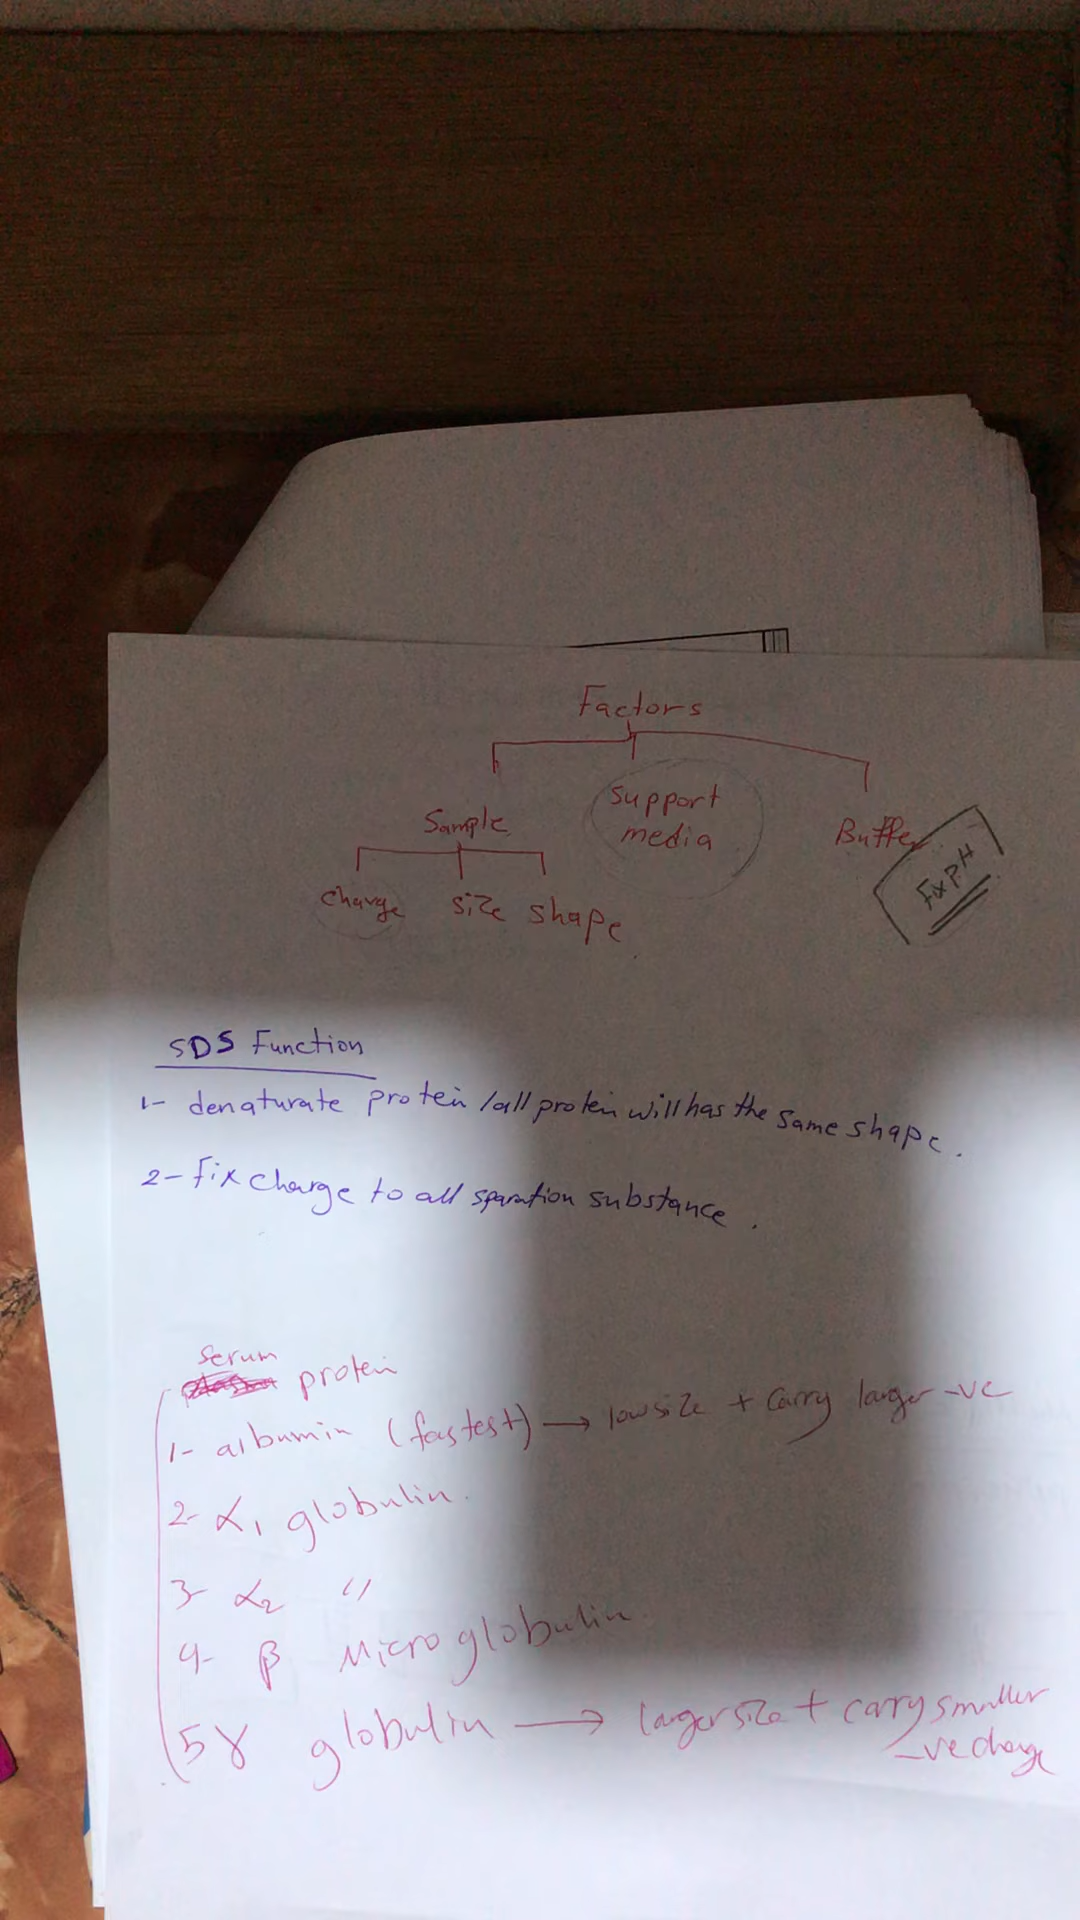 Factors
Sample
support
media
Buffer
Fix pH
charge size shape
SDS Function
1- denaturate protein / all protein will has the same shape.
2- fix charge to all sparation substance.
serum
protein
1- albumin (fastest) → low size + carry larger -ve
2- α1 globulin.
3- α2 "
4- β Microglobulin
5 γ globulin → larger size + carry smaller
-ve charge